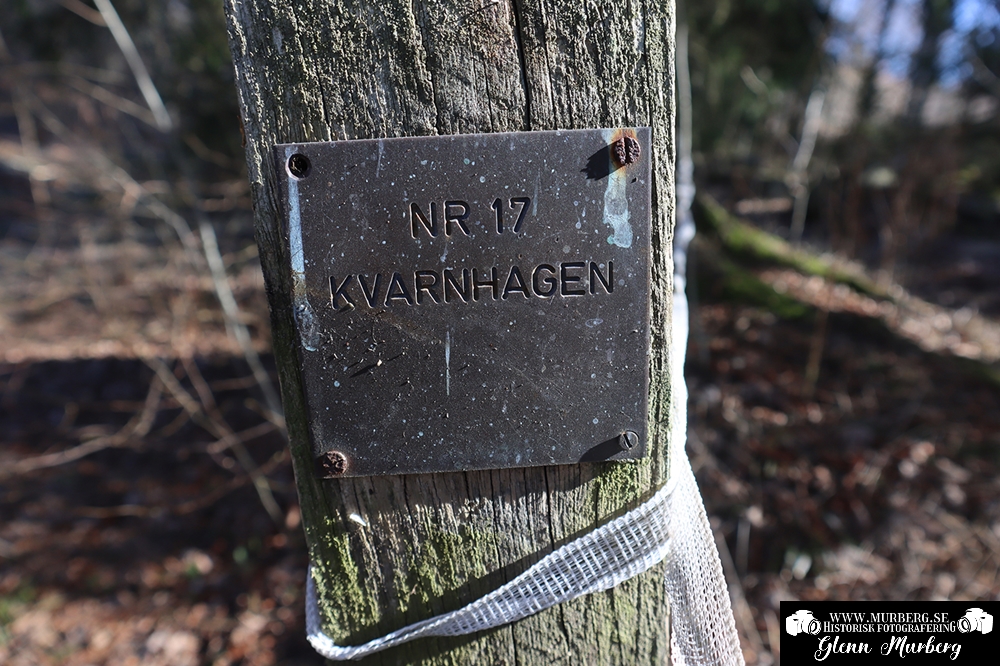 NR 17
KVARNHAGEN
WWW.MURBERG.SE
HISTORISK FOTOGRAFERING
Glenn Murberg